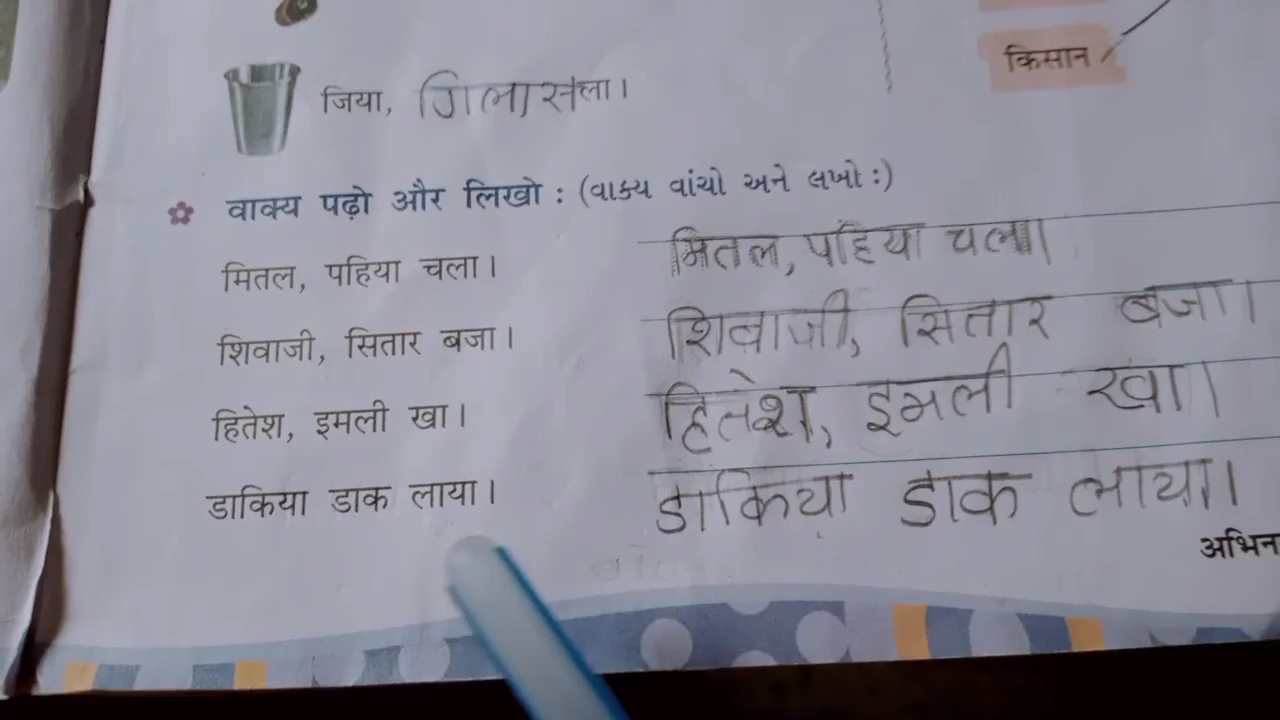 किसान
जिया, गिलास ला।
वाक्य पढ़ो और लिखो : (વાક્ય વાંચો અને લખો :)
मितल, पहिया चला। मितल, पहिया चला।
शिवाजी, सितार बजा। शिवाजी, सितार बजा।
हितेश, इमली खा। हितेश, इमली खा।
डाकिया डाक लाया। डाकिया डाक लाया।
अभिन